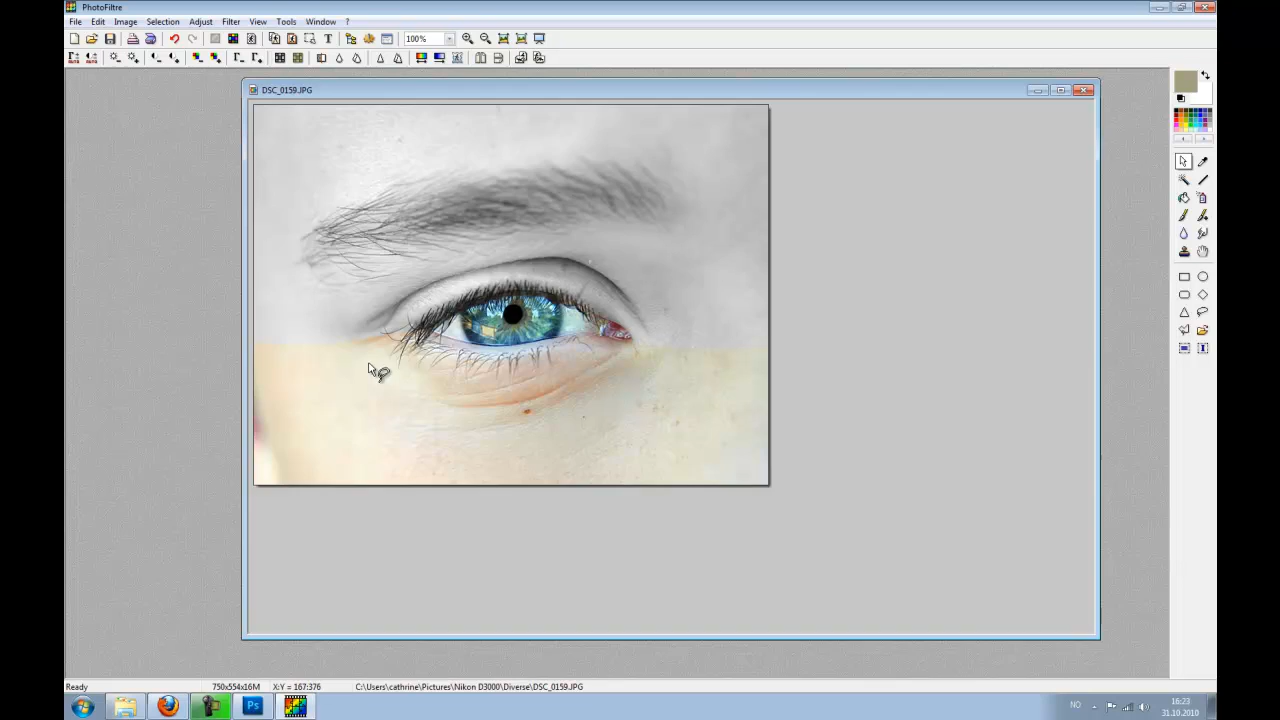 PhotoFiltre
File Edit Image Selection Adjust Filter View Tools Window ?
100%
DSC_0159.JPG
Ready 750x554x16M X:Y = 167:376 C:\Users\cathrine\Pictures\Nikon D3000\Diverse\DSC_0159.JPG
Ps NO 16:23
31.10.2010